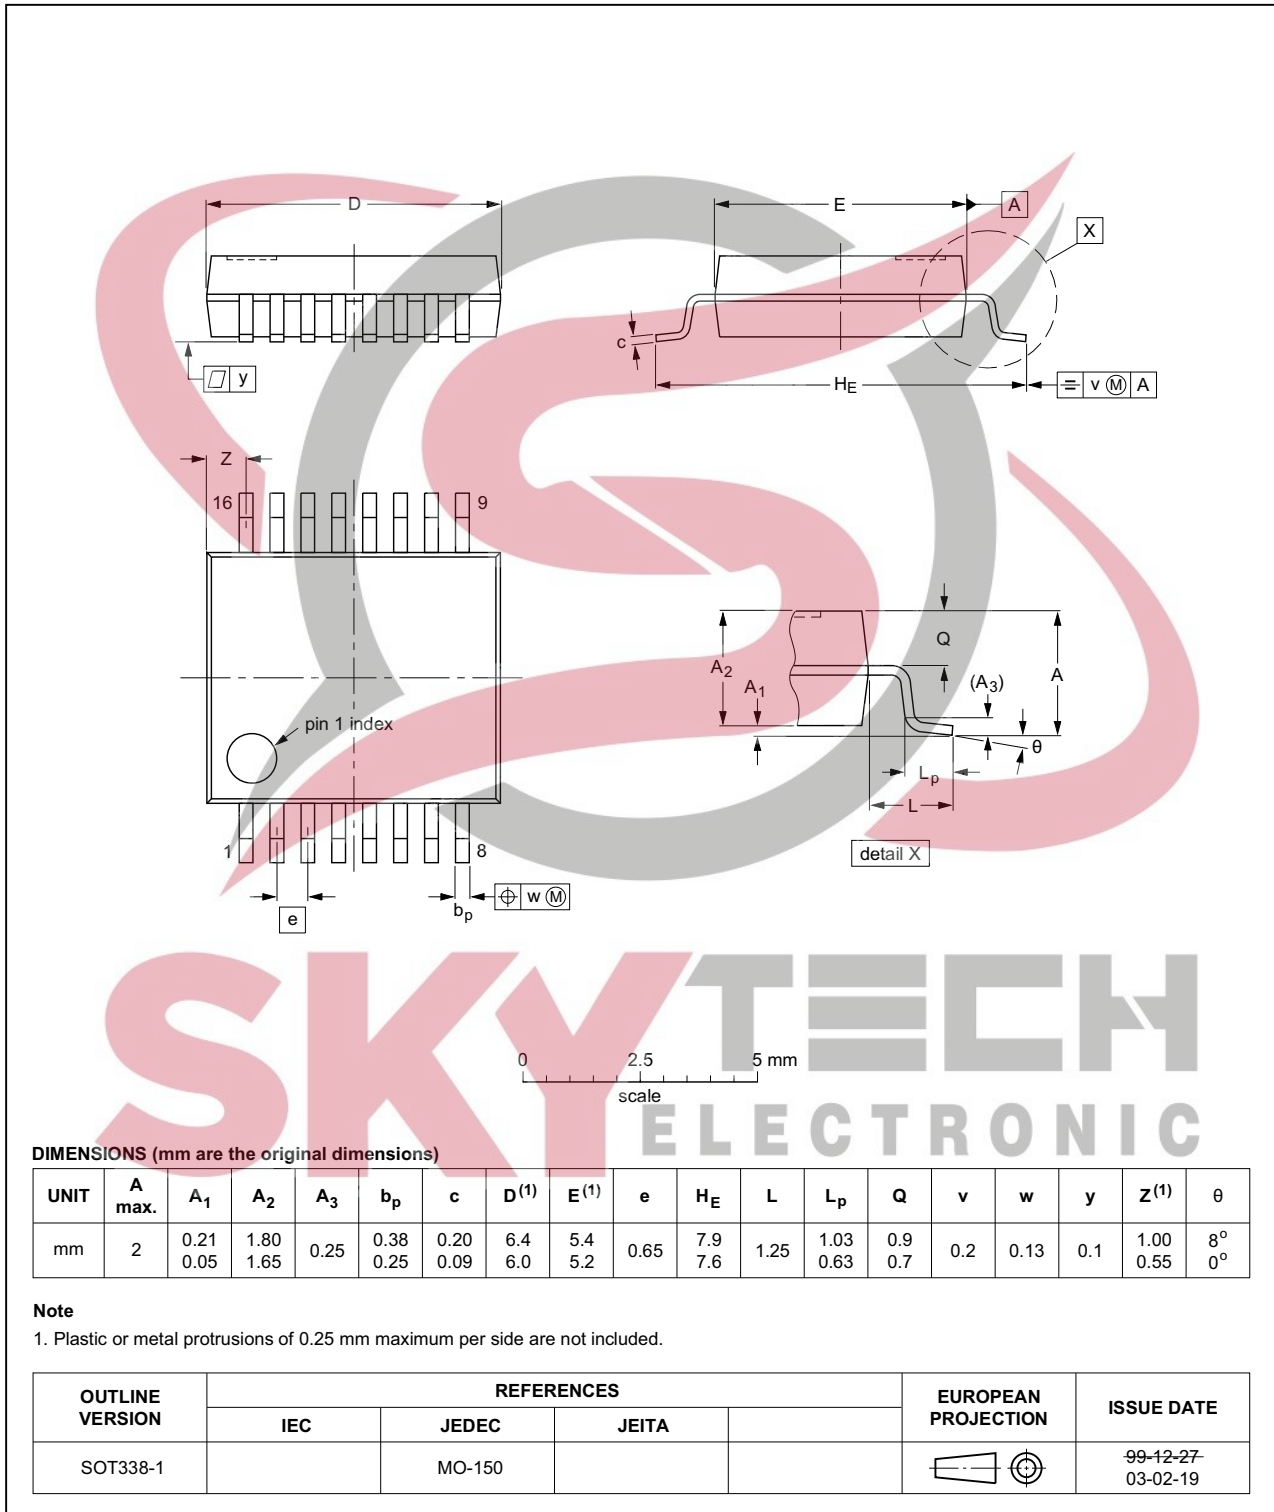 D
E
A
X
c
y
HE
= v M A
Z
16
9
pin 1 index
1
8
e
bp
w M
Q
A2
A1
(A3)
A
θ
Lp
L
detail X
SKYTECH
ELECTRONIC
0 2.5 5 mm
scale
DIMENSIONS (mm are the original dimensions)
UNIT A max. A1 A2 A3 bp c D(1) E(1) e HE L Lp Q v w y Z(1) θ
mm 2 0.21 0.05 1.80 1.65 0.25 0.38 0.25 0.20 0.09 6.4 6.0 5.4 5.2 0.65 7.9 7.6 1.25 1.03 0.63 0.9 0.7 0.2 0.13 0.1 1.00 0.55 8° 0°
Note
1. Plastic or metal protrusions of 0.25 mm maximum per side are not included.
OUTLINE VERSION REFERENCES EUROPEAN PROJECTION ISSUE DATE
IEC JEDEC JEITA
SOT338-1 MO-150 99-12-27
03-02-19